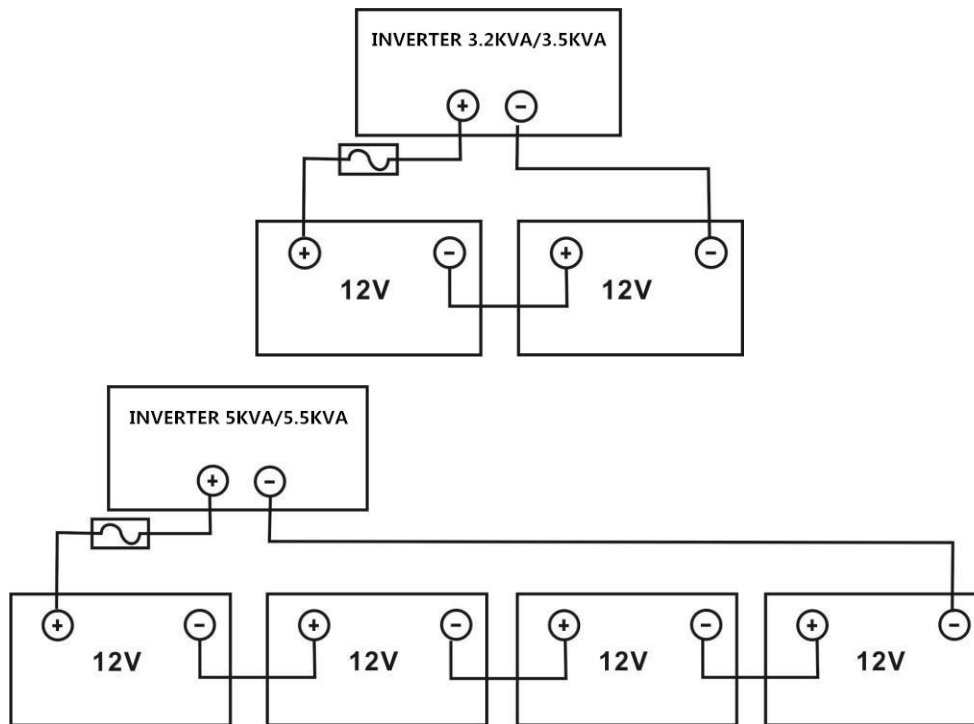 INVERTER 3.2KVA/3.5KVA
+ −
+ − + −
12V 12V
INVERTER 5KVA/5.5KVA
+ −
+ − + − + − + −
12V 12V 12V 12V